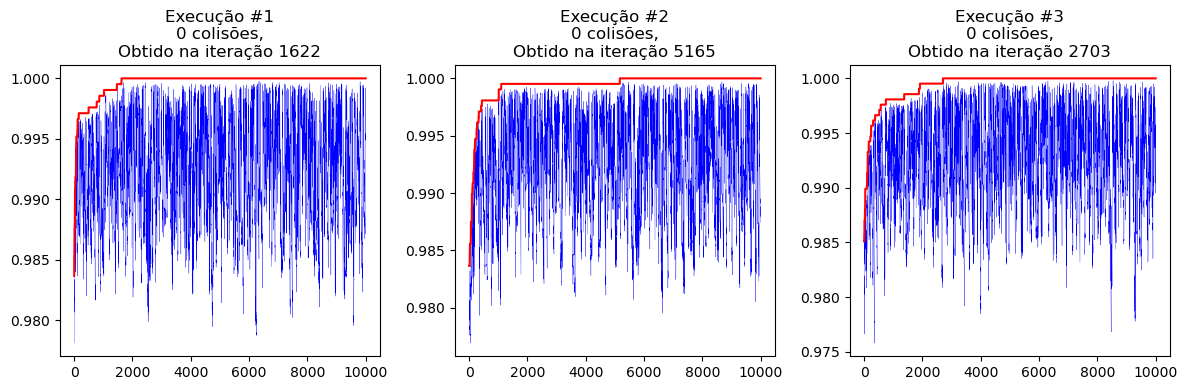 Execução #1
0 colisões,
Obtido na iteração 1622
1.000
0.995
0.990
0.985
0.980
0 2000 4000 6000 8000 10000
Execução #2
0 colisões,
Obtido na iteração 5165
1.000
0.995
0.990
0.985
0.980
0 2000 4000 6000 8000 10000
Execução #3
0 colisões,
Obtido na iteração 2703
1.000
0.995
0.990
0.985
0.980
0.975
0 2000 4000 6000 8000 10000